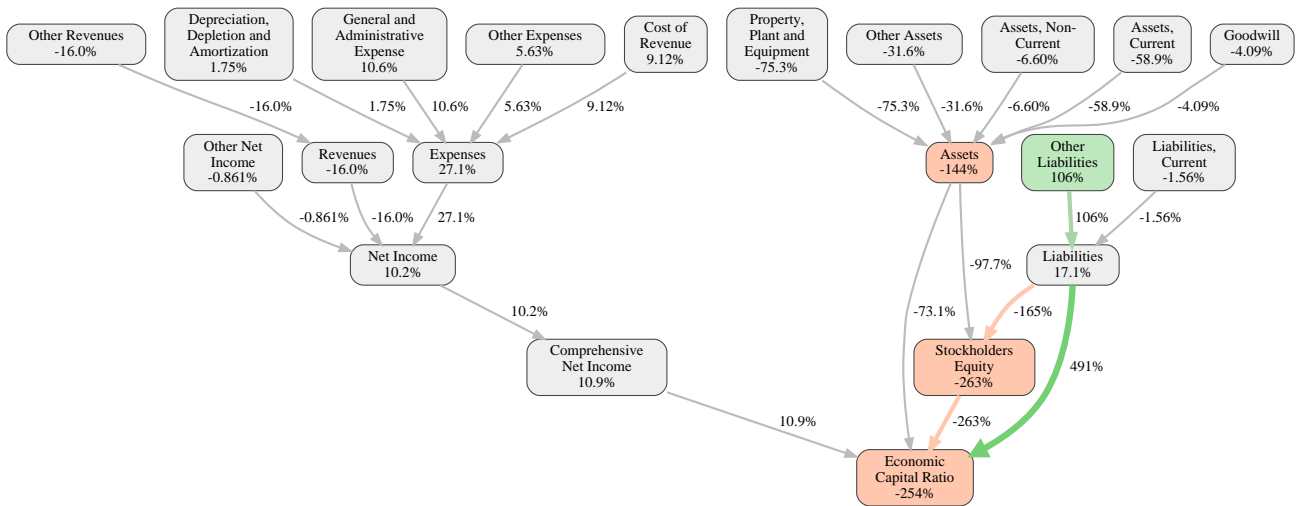 Other Revenues
-16.0%
Depreciation,
Depletion and
Amortization
1.75%
General and
Administrative
Expense
10.6%
Other Expenses
5.63%
Cost of
Revenue
9.12%
Property,
Plant and
Equipment
-75.3%
Other Assets
-31.6%
Assets, Non-
Current
-6.60%
Assets,
Current
-58.9%
Goodwill
-4.09%
-16.0%
1.75%
10.6%
5.63%
9.12%
-75.3%
-31.6%
-6.60%
-58.9%
-4.09%
Other Net
Income
-0.861%
Revenues
-16.0%
Expenses
27.1%
Assets
-144%
Other
Liabilities
106%
Liabilities,
Current
-1.56%
-0.861%
-16.0%
27.1%
106%
-1.56%
Net Income
10.2%
-97.7%
Liabilities
17.1%
10.2%
-73.1%
-165%
Comprehensive
Net Income
10.9%
Stockholders
Equity
-263%
491%
10.9%
-263%
Economic
Capital Ratio
-254%